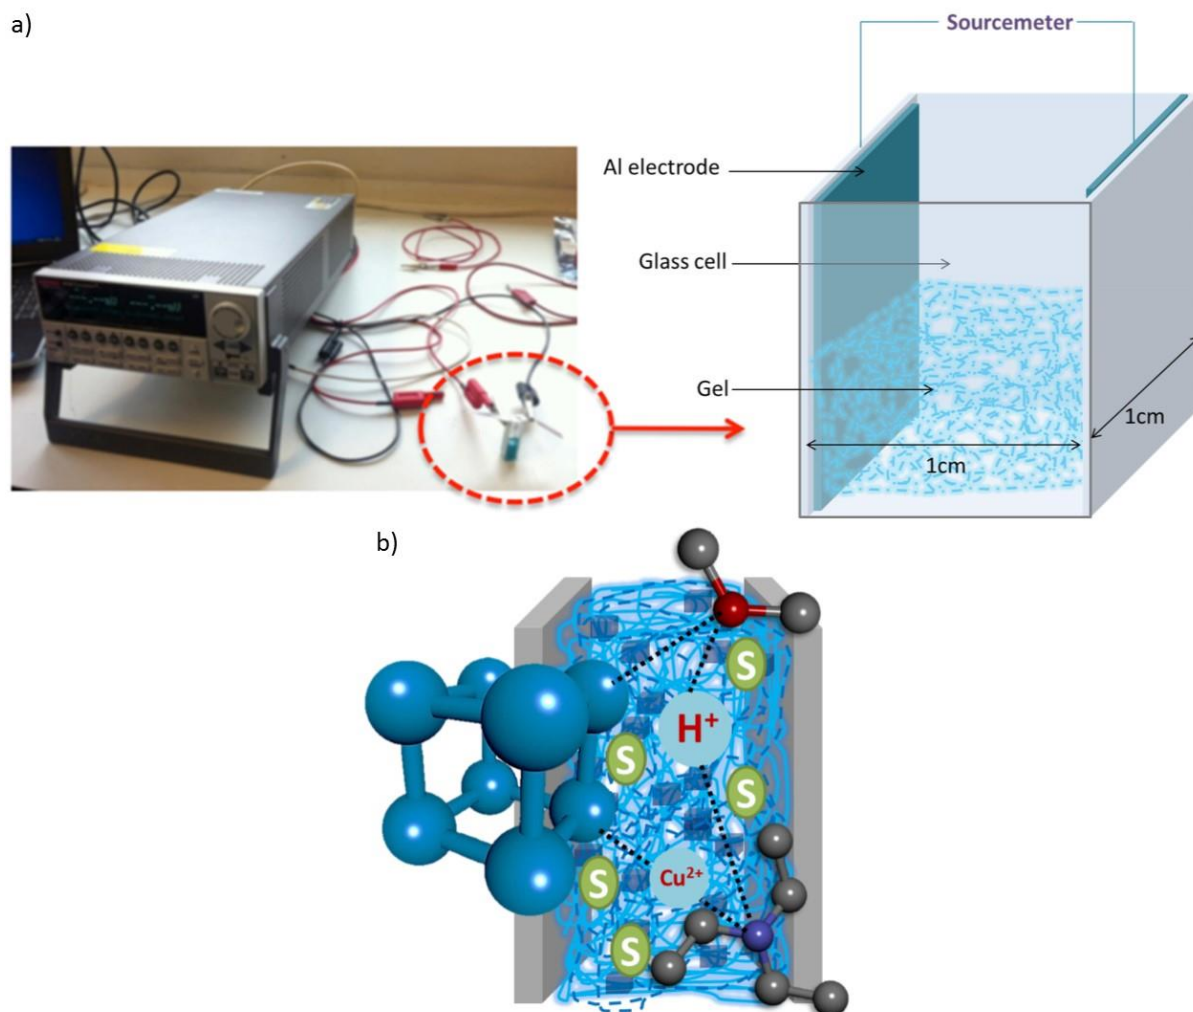 a)
Sourcemeter
Al electrode
Glass cell
Gel
1cm
1cm
b)
S
H⁺
S
S
Cu²⁺
S
S